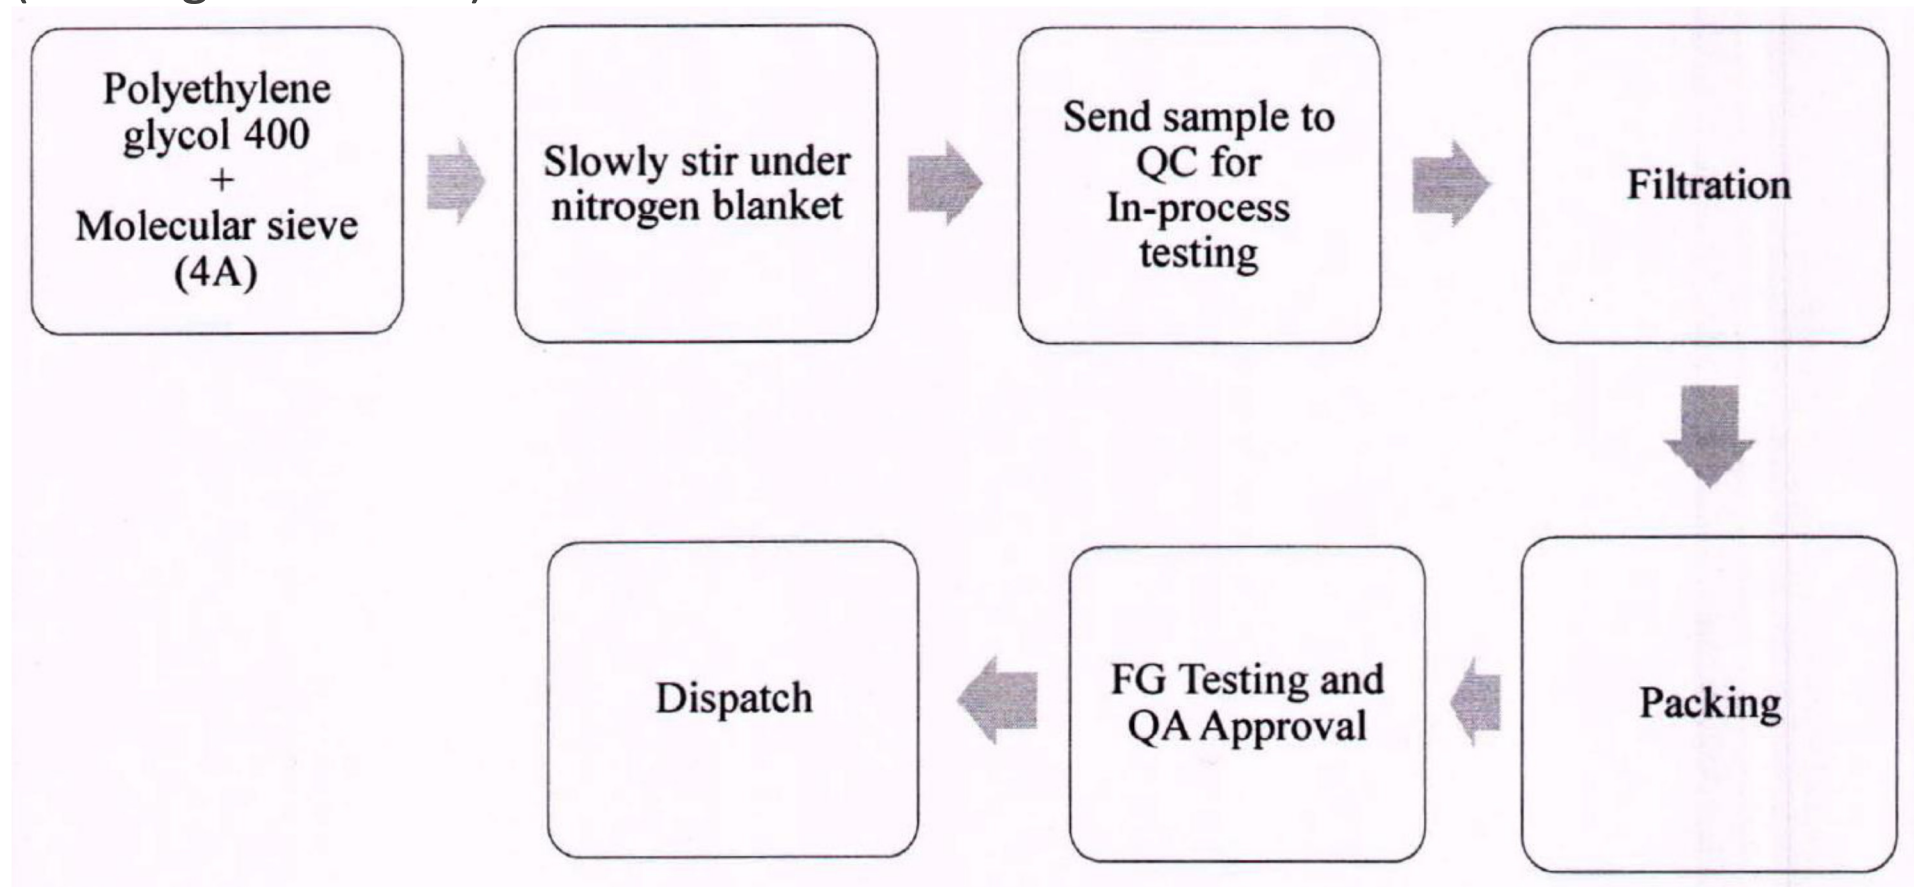 Polyethylene
glycol 400
+
Molecular sieve
(4A)
Slowly stir under
nitrogen blanket
Send sample to
QC for
In-process
testing
Filtration
Packing
FG Testing and
QA Approval
Dispatch